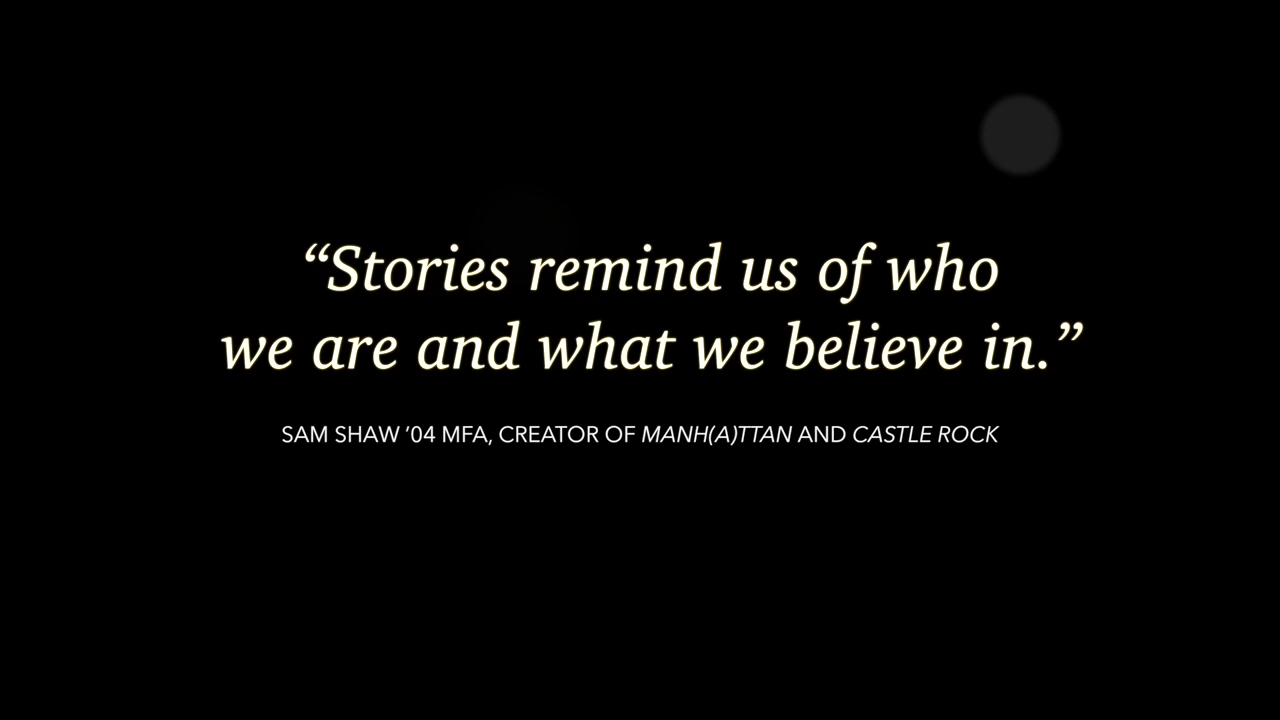 “Stories remind us of who
we are and what we believe in.”
SAM SHAW ’04 MFA, CREATOR OF MANH(A)TTAN AND CASTLE ROCK